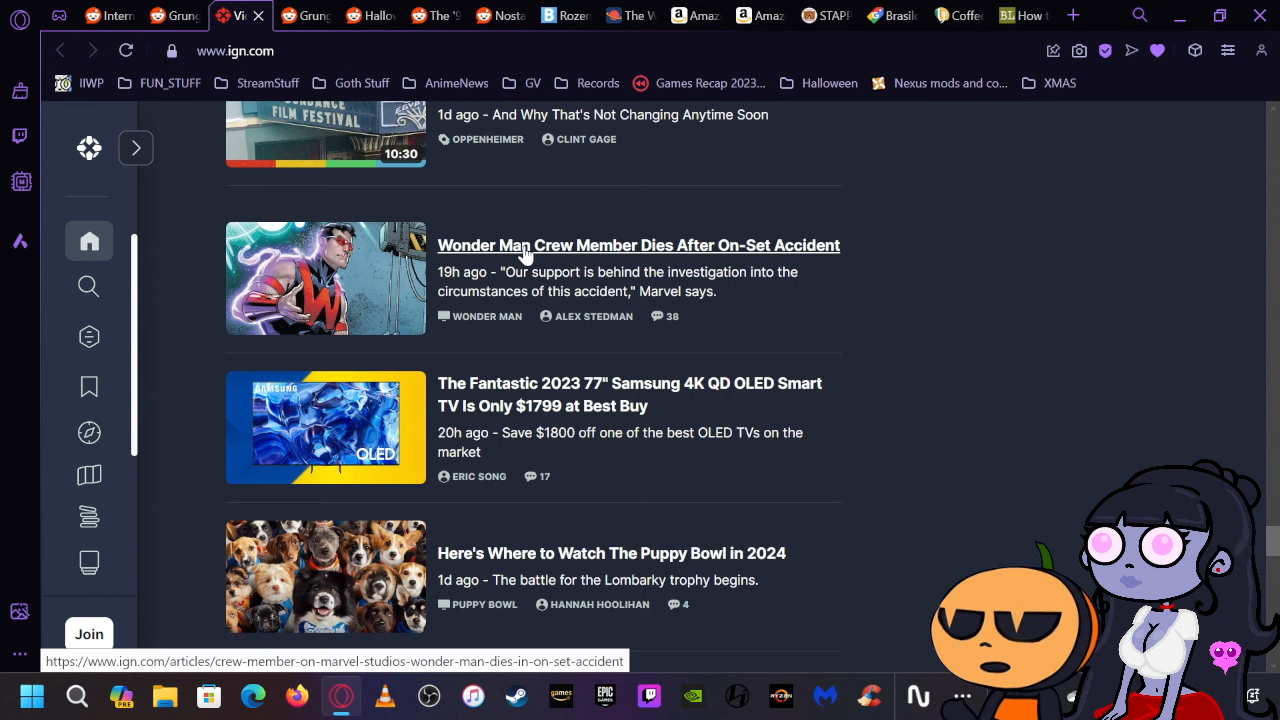 Intern
Grung
Vi
Grung
Hallov
The '9
Nosta
Rozen
The W
Amaz
Amaz
STAPP
Brasile
Coffee
How t
www.ign.com
IIWP
FUN_STUFF
StreamStuff
Goth Stuff
AnimeNews
GV
Records
Games Recap 2023...
Halloween
Nexus mods and co...
XMAS
SUNDANCE
FILM FESTIVAL
10:30
1d ago - And Why That's Not Changing Anytime Soon
OPPENHEIMER CLINT GAGE
Wonder Man Crew Member Dies After On-Set Accident
19h ago - "Our support is behind the investigation into the
circumstances of this accident," Marvel says.
WONDER MAN ALEX STEDMAN 38
SAMSUNG
OLED
The Fantastic 2023 77" Samsung 4K QD OLED Smart
TV Is Only $1799 at Best Buy
20h ago - Save $1800 off one of the best OLED TVs on the
market
ERIC SONG 17
Here's Where to Watch The Puppy Bowl in 2024
1d ago - The battle for the Lombarky trophy begins.
PUPPY BOWL HANNAH HOOLIHAN 4
Join
https://www.ign.com/articles/crew-member-on-marvel-studios-wonder-man-dies-in-on-set-accident